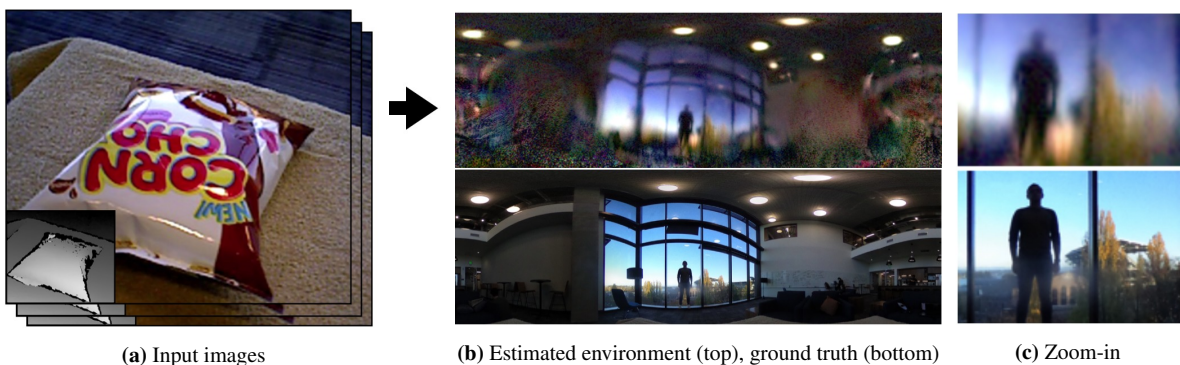 CHO
CORN
NEW!
(a) Input images
(b) Estimated environment (top), ground truth (bottom)
(c) Zoom-in